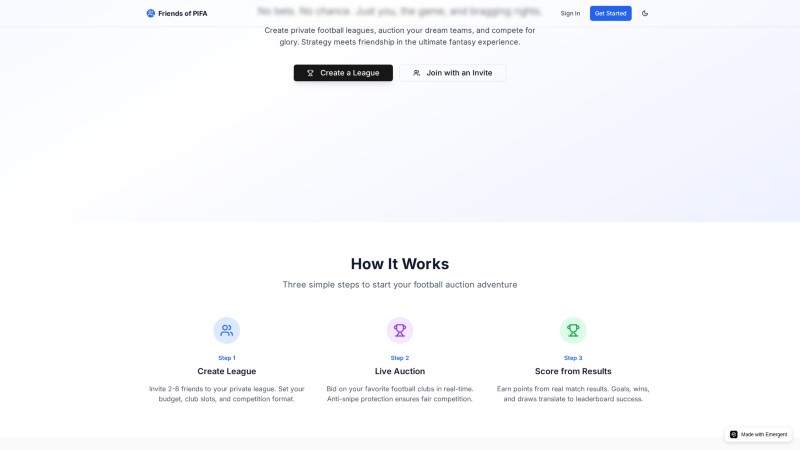 Friends of PIFA
Sign In
Get Started
No bets. No chance. Just you, the game, and bragging rights.
Create private football leagues, auction your dream teams, and compete for
glory. Strategy meets friendship in the ultimate fantasy experience.
Create a League
Join with an Invite
How It Works
Three simple steps to start your football auction adventure
Step 1
Create League
Invite 2-8 friends to your private league. Set your
budget, club slots, and competition format.
Step 2
Live Auction
Bid on your favorite football clubs in real-time.
Anti-snipe protection ensures fair competition.
Step 3
Score from Results
Earn points from real match results. Goals, wins,
and draws translate to leaderboard success.
Made with Emergent